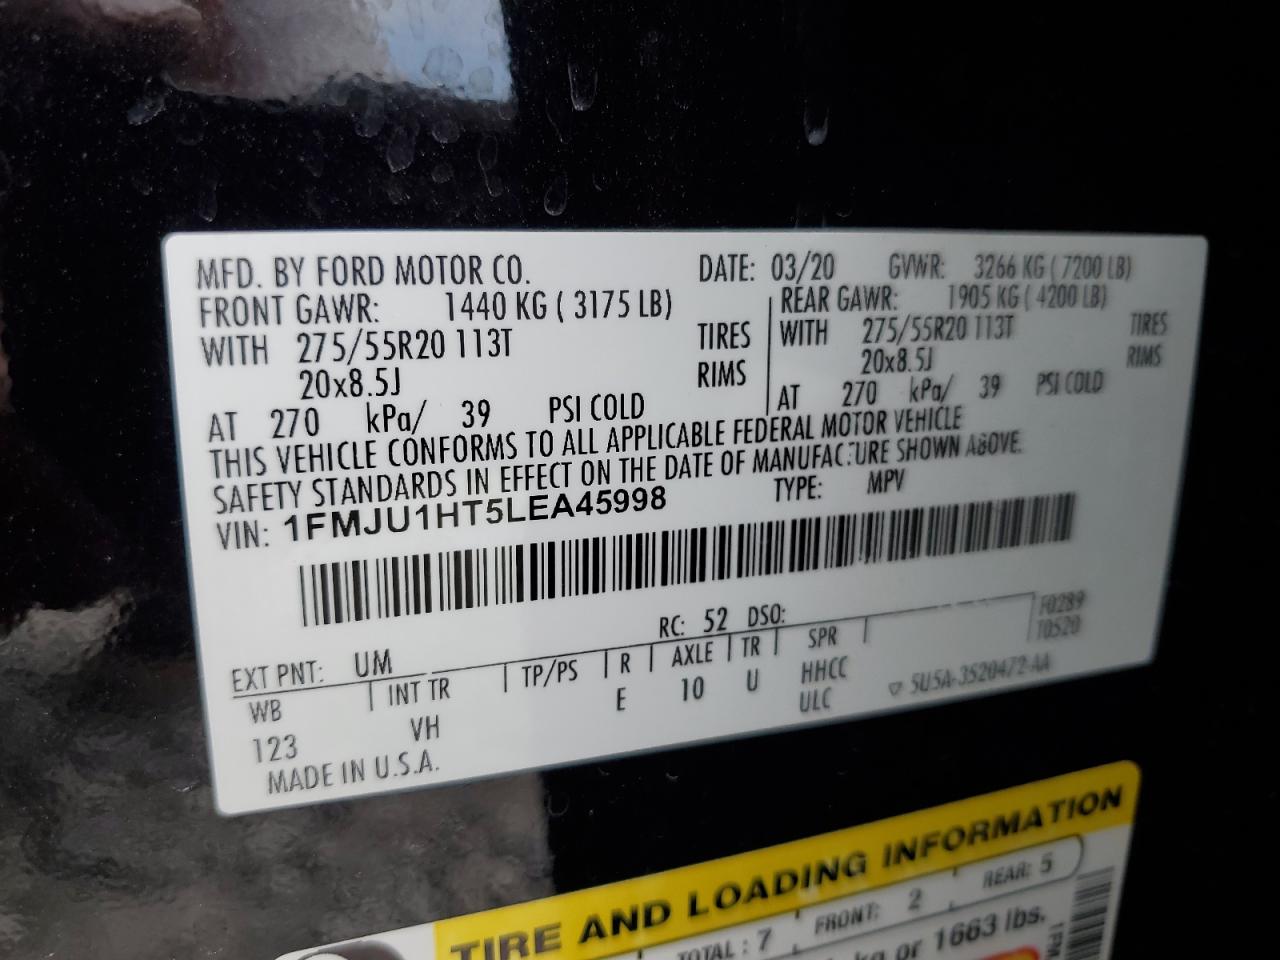 MFD. BY FORD MOTOR CO. DATE: 03/20 GVWR: 3266 KG ( 7200 LB)
FRONT GAWR: 1440 KG ( 3175 LB) REAR GAWR: 1905 KG ( 4200 LB)
WITH 275/55R20 113T TIRES WITH 275/55R20 113T TIRES
20x8.5J RIMS 20x8.5J RIMS
AT 270 kPa/ 39 PSI COLD AT 270 kPa/ 39 PSI COLD
THIS VEHICLE CONFORMS TO ALL APPLICABLE FEDERAL MOTOR VEHICLE
SAFETY STANDARDS IN EFFECT ON THE DATE OF MANUFACTURE SHOWN ABOVE.
VIN: 1FMJU1HT5LEA45998 TYPE: MPV
RC: 52 DSO:
EXT PNT: UM F0289
WB INT TR TP/PS R AXLE TR SPR T0520
123 VH E 10 U HHCC
ULC 5U5A-3520472-AA
MADE IN U.S.A.
TIRE AND LOADING INFORMATION
TOTAL : 7 FRONT: 2 REAR: 5
kg or 1663 lbs.